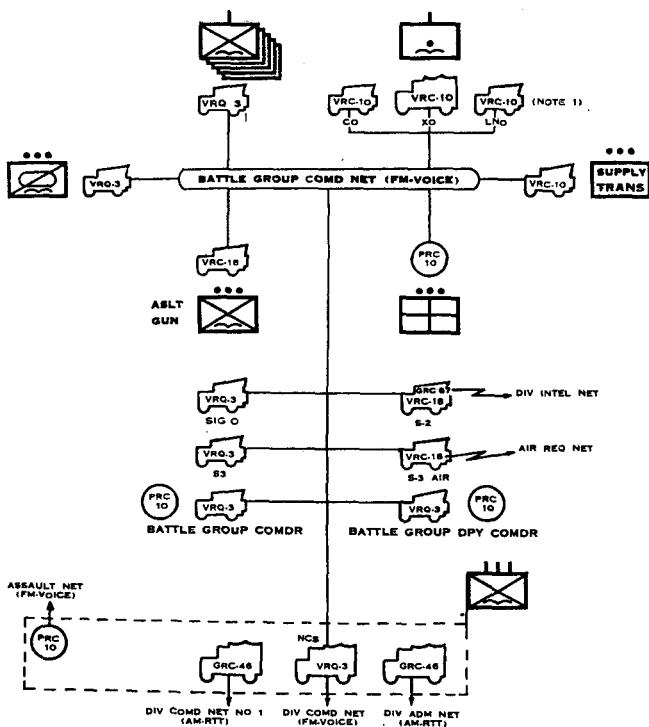 VRQ 3
VRC-10
VRC-10
VRC-10
(NOTE 1)
CO
XO
LNO
VRQ-3
BATTLE GROUP COMD NET (FM-VOICE)
VRC-10
SUPPLY
TRANS
VRC-18
PRC
10
ASLT
GUN
VRQ-3
SIG O
GRC-87
VRC-18
S-2
DIV INTEL NET
VRQ-3
S3
VRC-18
S-3 AIR
AIR REQ NET
PRC
10
VRQ-3
BATTLE GROUP COMDR
VRQ-3
PRC
10
BATTLE GROUP DPY COMDR
ASSAULT NET
(FM-VOICE)
PRC
10
GRC-46
NCS
VRQ-3
GRC-46
DIV COMD NET NO 1
(AM-RTT)
DIV COMD NET
(FM-VOICE)
DIV ADM NET
(AM-RTT)